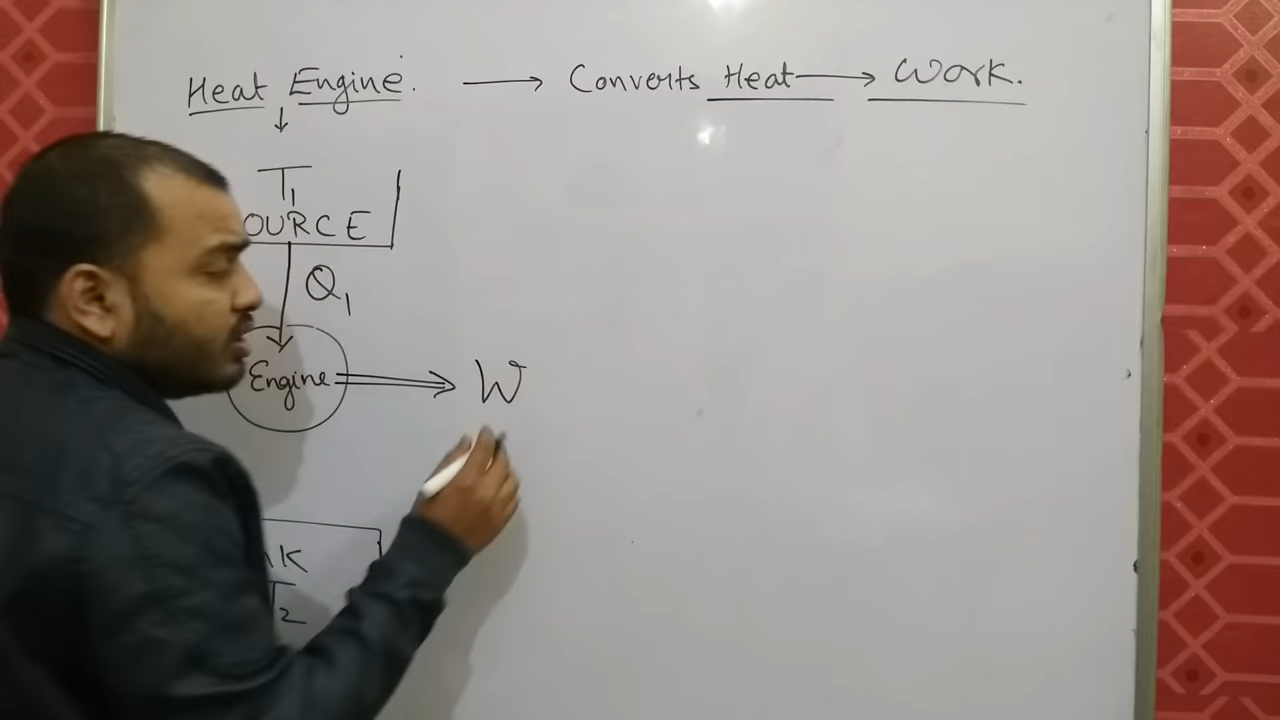 Heat Engine. → Converts Heat → Work.
↓
T₁
OURCE
Q₁
Engine ⇒ W
K
T₂